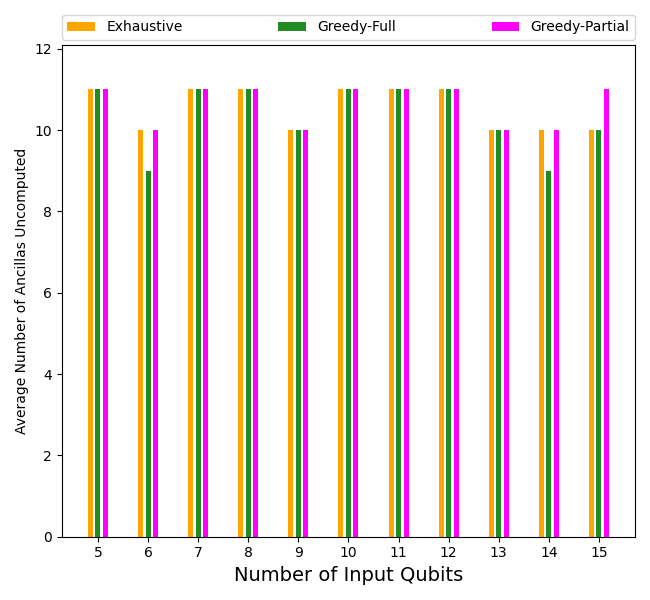 Exhaustive Greedy-Full Greedy-Partial
12
10
8
6
4
2
0
Average Number of Ancillas Uncomputed
5 6 7 8 9 10 11 12 13 14 15
Number of Input Qubits